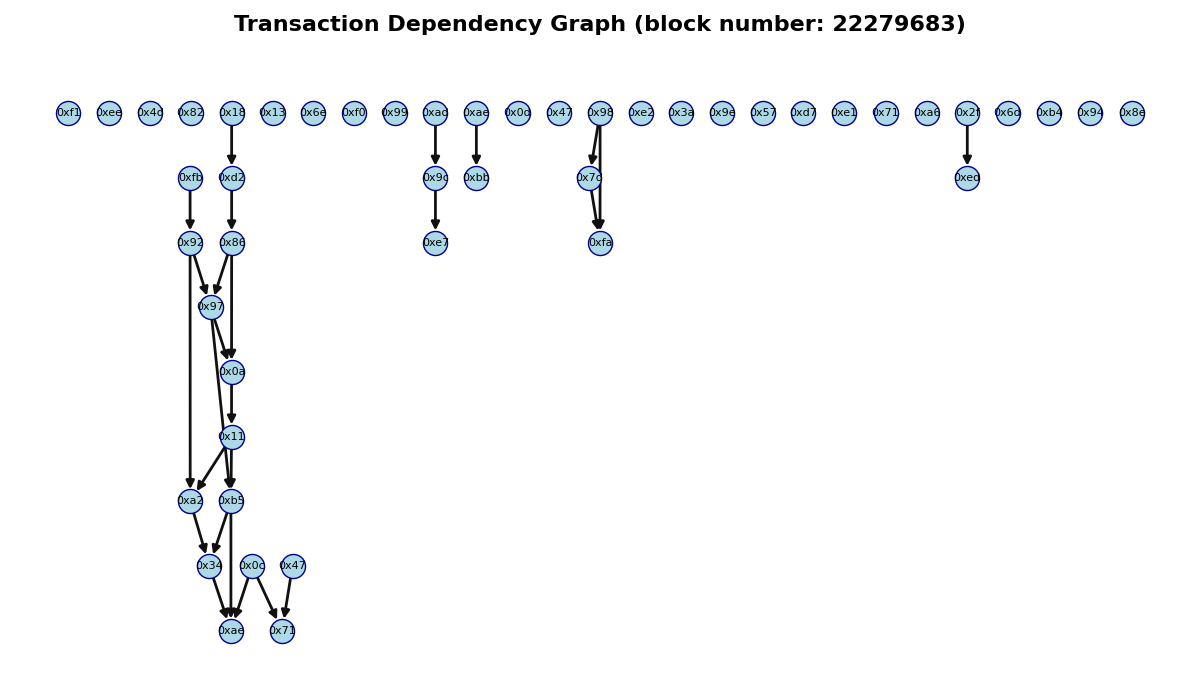 Transaction Dependency Graph (block number: 22279683)
0xf1 0xee 0x4d 0x82 0x18 0x13 0x6e 0xf0 0x99 0xad 0xae 0x0d 0x47 0x98 0xe2 0x3a 0x9e 0x57 0xd7 0xe1 0x71 0xa6 0x2f 0x6d 0xb4 0x94 0x8e
0xfb 0xd2 0x9c 0xbb 0x7d 0xed
0x92 0x86 0xe7 0xfa
0x97
0x0a
0x11
0xa2 0xb5
0x34 0x0c 0x47
0xae 0x71